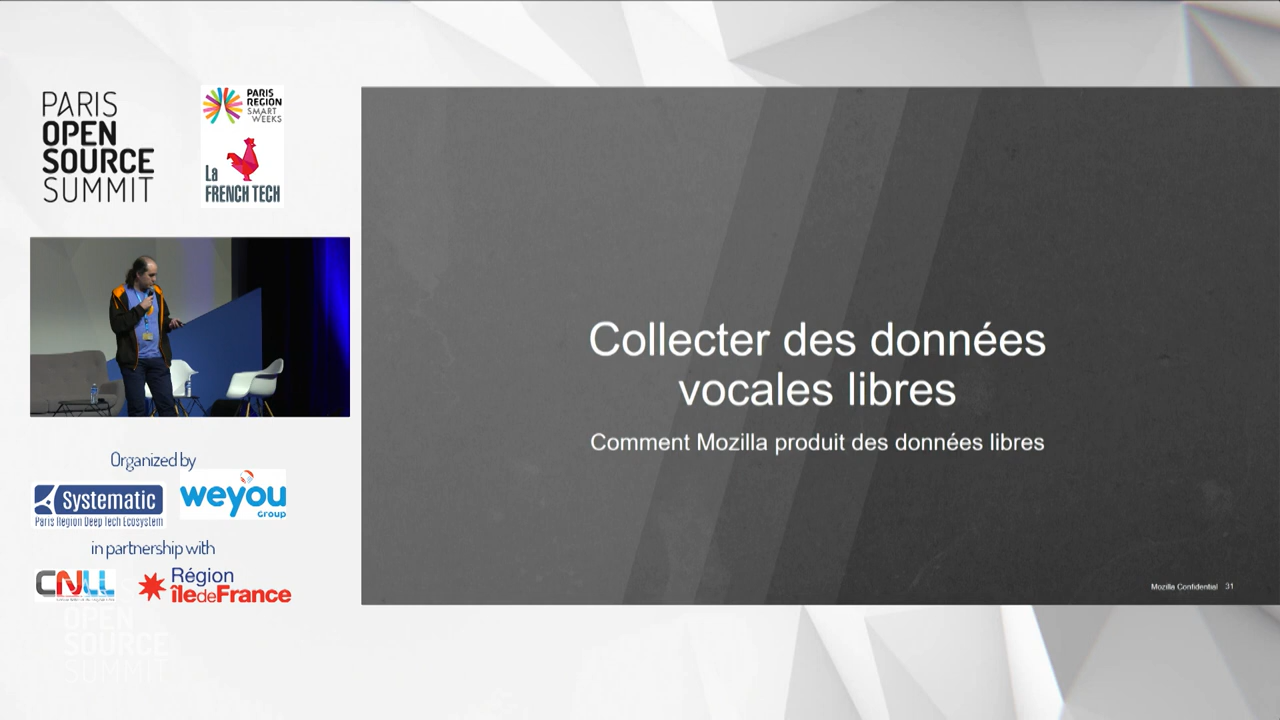 PARIS
OPEN
SOURCE
SUMMIT
PARIS
REGION
SMART
WEEKS
La
FRENCH TECH
Collecter des données
vocales libres
Comment Mozilla produit des données libres
Mozilla Confidential 31
Organized by
Systematic
Paris Region Deep Tech Ecosystem
weyou
GROUP
in partnership with
CNLL
Région
îledeFrance
OPEN
SOURCE
SUMMIT